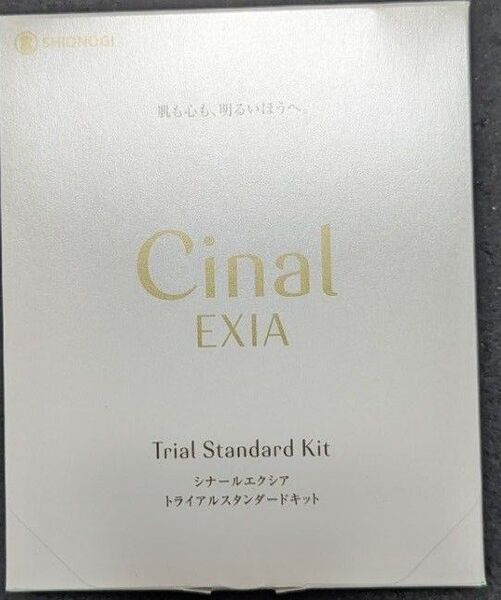 SHIONOGI
肌も心も、明るいほうへ。
Cinal
EXIA
Trial Standard Kit
シナールエクシア
トライアルスタンダードキット